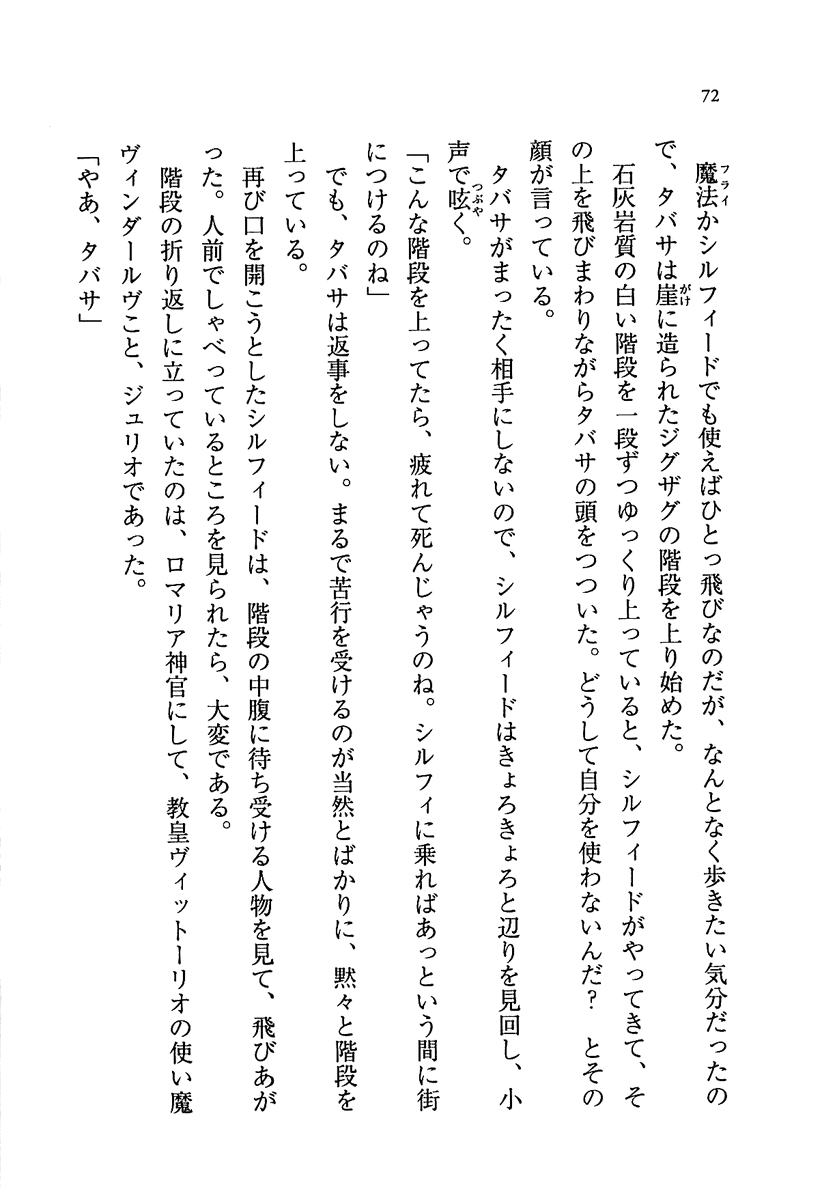 72
魔法かシルフィードでも使えばひとっ飛びなのだが、なんとなく歩きたい気分だったの
フライ
で、タバサは崖に造られたジグザグの階段を上り始めた。
がけ
石灰岩質の白い階段を一段ずつゆっくり上っていると、シルフィードがやってきて、そ
の上を飛びまわりながらタバサの頭をつついた。どうして自分を使わないんだ？　とその
顔が言っている。
タバサがまったく相手にしないので、シルフィードはきょろきょろと辺りを見回し、小
声で呟く。
つぶや
「こんな階段を上ってたら、疲れて死んじゃうのね。シルフィに乗ればあっという間に街
につけるのね」
でも、タバサは返事をしない。まるで苦行を受けるのが当然とばかりに、黙々と階段を
上っている。
再び口を開こうとしたシルフィードは、階段の中腹に待ち受ける人物を見て、飛びあが
った。人前でしゃべっているところを見られたら、大変である。
階段の折り返しに立っていたのは、ロマリア神官にして、教皇ヴィットーリオの使い魔
ヴィンダールヴこと、ジュリオであった。
「やあ、タバサ」